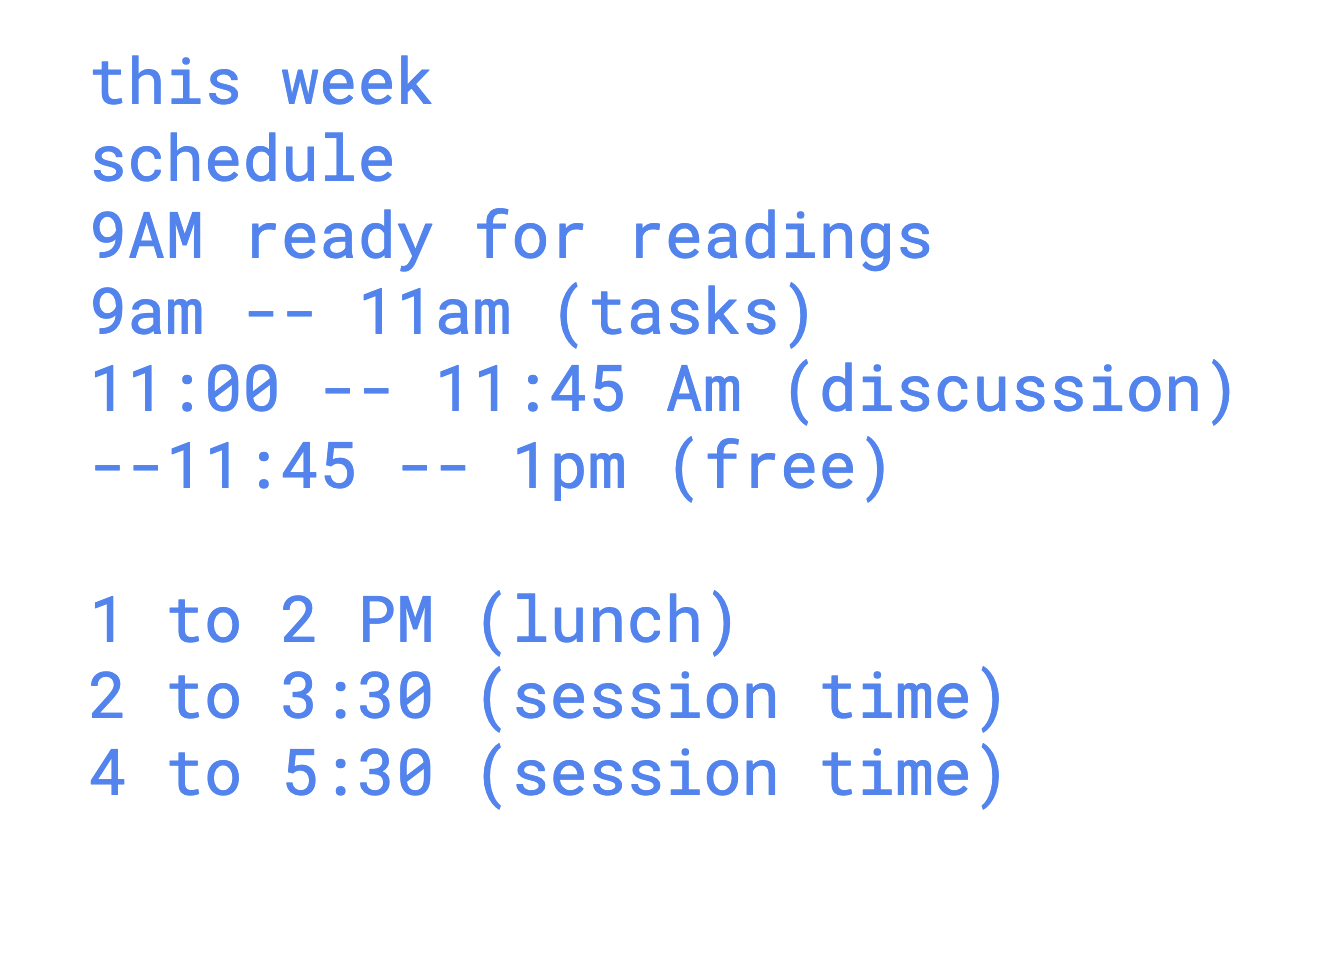 this week
schedule
9AM ready for readings
9am -- 11am (tasks)
11:00 -- 11:45 Am (discussion)
--11:45 -- 1pm (free)
1 to 2 PM (lunch)
2 to 3:30 (session time)
4 to 5:30 (session time)